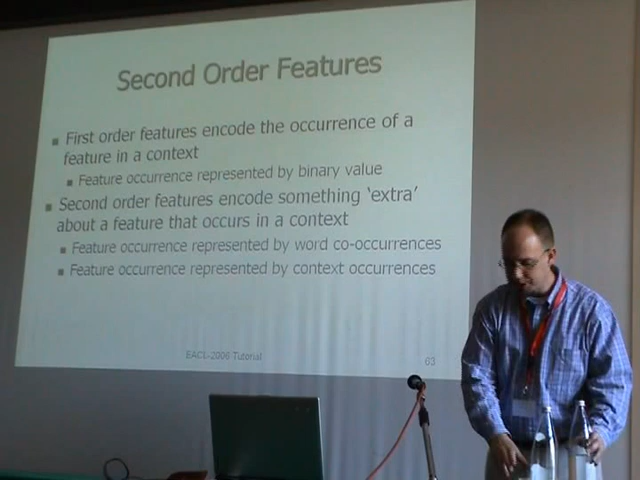 Second Order Features
First order features encode the occurrence of a
feature in a context
Feature occurrence represented by binary value
Second order features encode something ‘extra’
about a feature that occurs in a context
Feature occurrence represented by word co-occurrences
Feature occurrence represented by context occurrences
EACL-2006 Tutorial
63